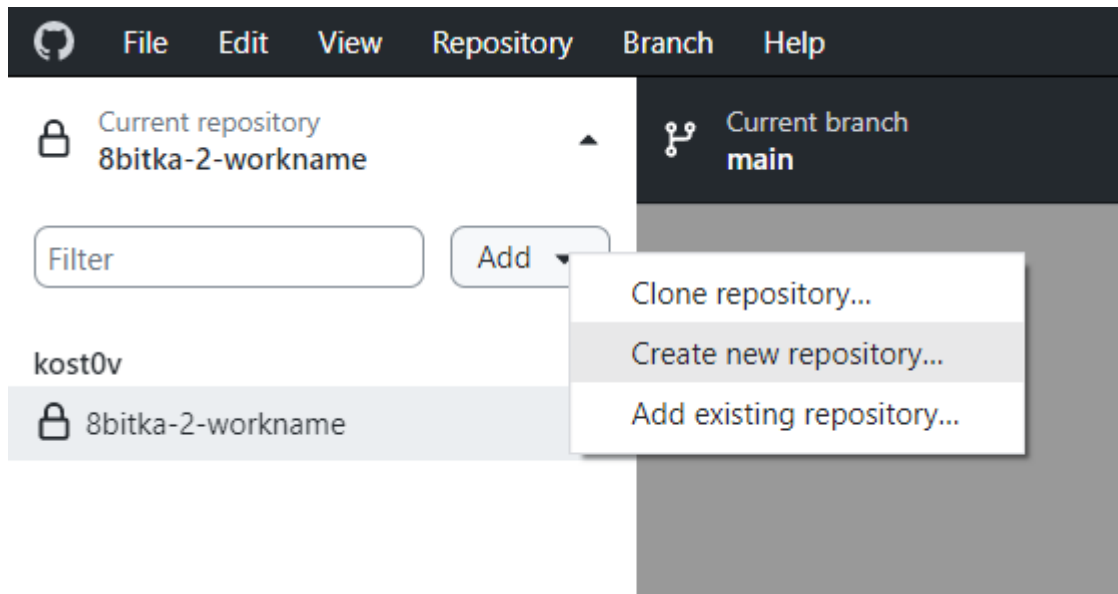 File Edit View Repository Branch Help
Current repository
8bitka-2-workname
Current branch
main
Filter
Add
Clone repository...
Create new repository...
Add existing repository...
kost0v
8bitka-2-workname